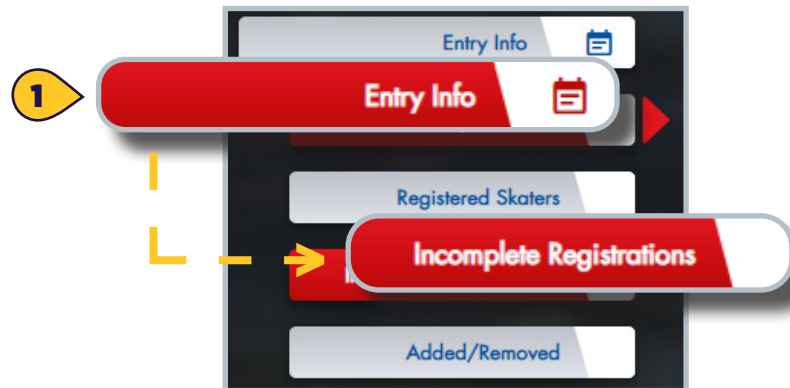 Entry Info
1
Entry Info
Registered Skaters
Incomplete Registrations
Added/Removed